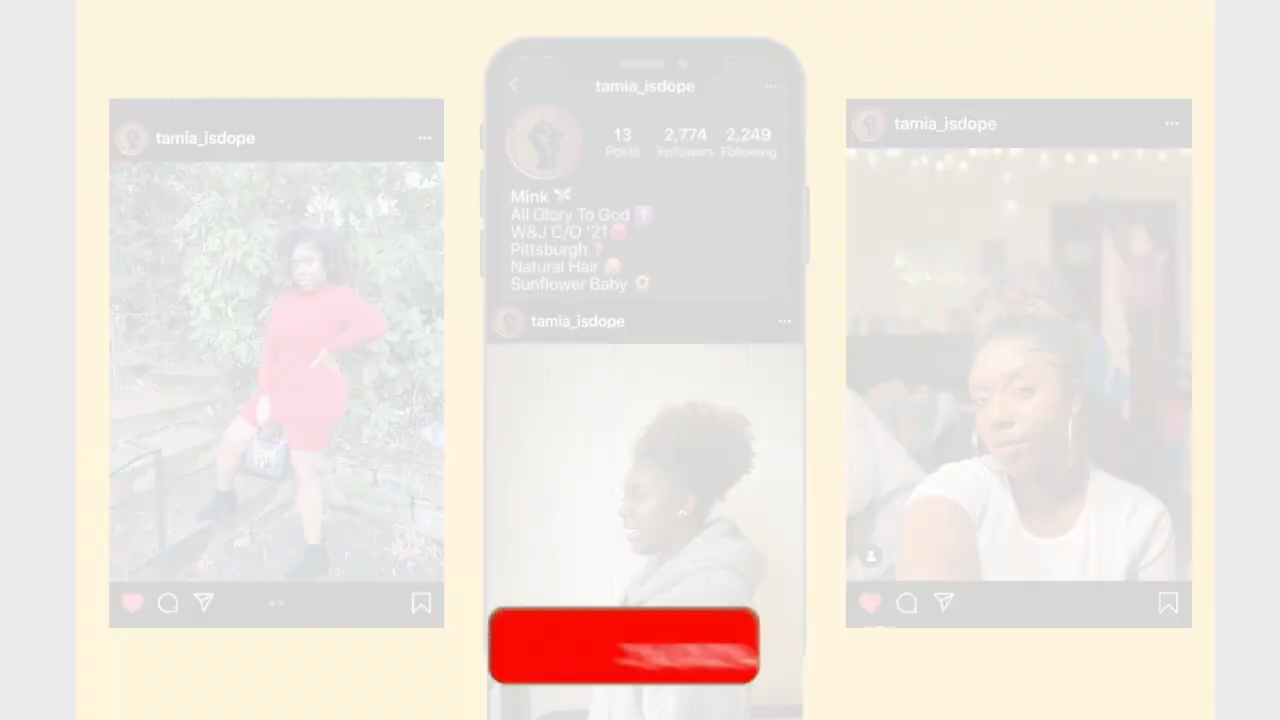 tamia_isdope
tamia_isdope
13 2,774 2,249
Posts Followers Following
Mink
All Glory To God
W&J C/O '21
Pittsburgh
Natural Hair
Sunflower Baby
tamia_isdope
tamia_isdope